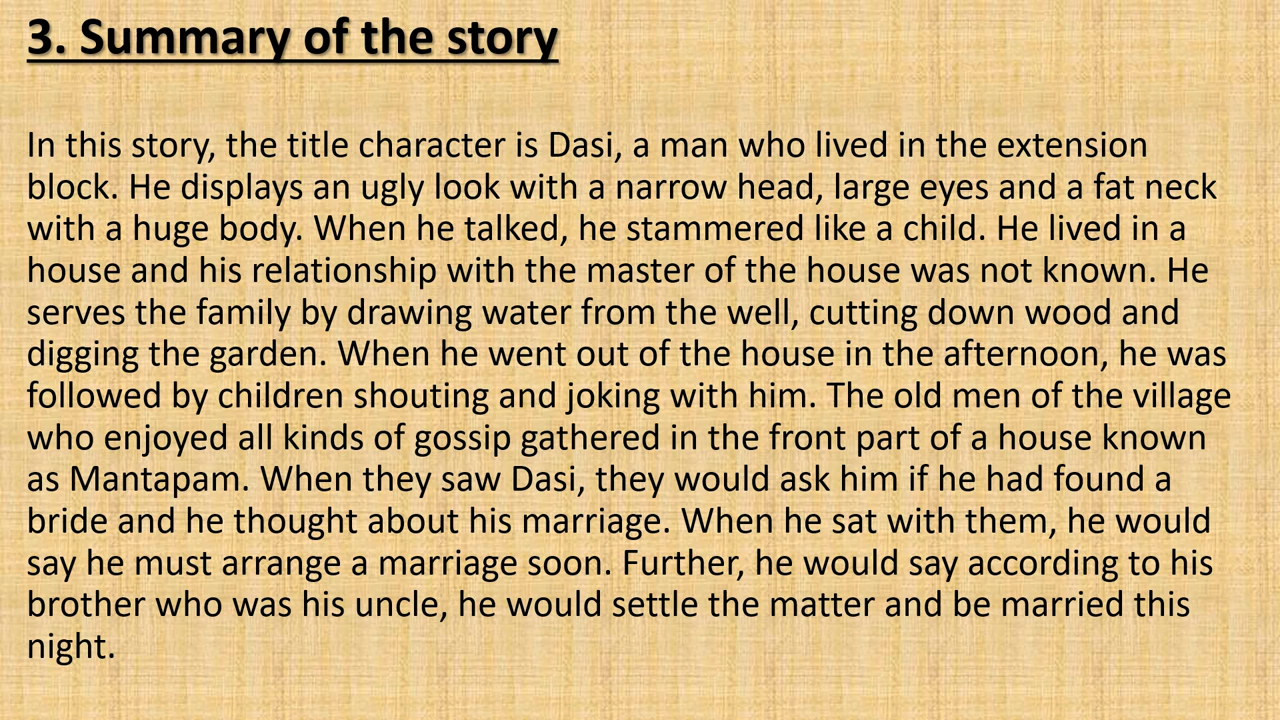 3. Summary of the story
In this story, the title character is Dasi, a man who lived in the extension
block. He displays an ugly look with a narrow head, large eyes and a fat neck
with a huge body. When he talked, he stammered like a child. He lived in a
house and his relationship with the master of the house was not known. He
serves the family by drawing water from the well, cutting down wood and
digging the garden. When he went out of the house in the afternoon, he was
followed by children shouting and joking with him. The old men of the village
who enjoyed all kinds of gossip gathered in the front part of a house known
as Mantapam. When they saw Dasi, they would ask him if he had found a
bride and he thought about his marriage. When he sat with them, he would
say he must arrange a marriage soon. Further, he would say according to his
brother who was his uncle, he would settle the matter and be married this
night.